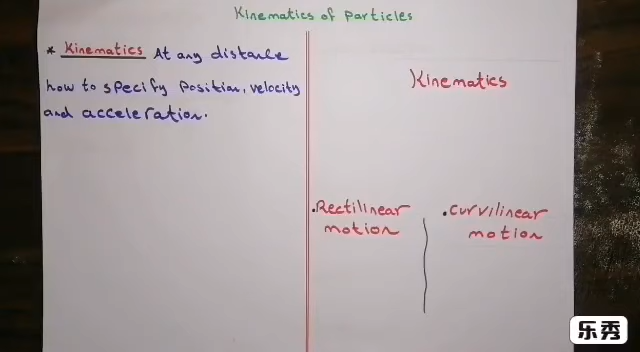 Kinematics of Particles
* Kinematics At any distance
how to specify position, velocity
and acceleration.
Kinematics
.Rectilinear
motion
.curvilinear
motion
乐秀